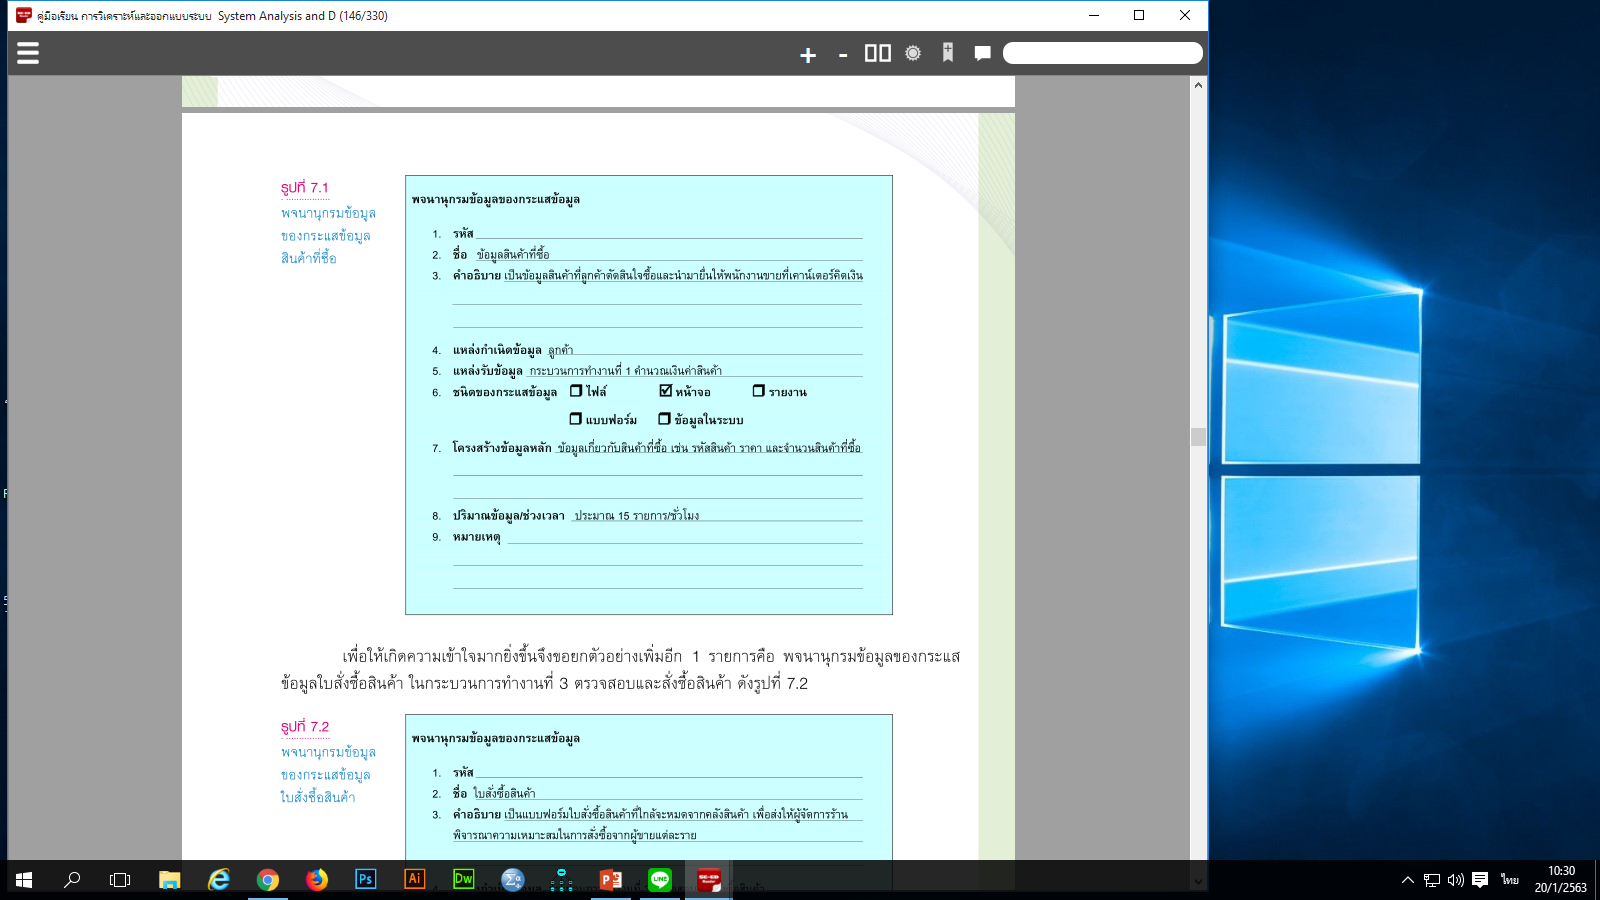 คู่มือเรียน การวิเคราะห์และออกแบบระบบ System Analysis and D (146/330)
รูปที่ 7.1
พจนานุกรมข้อมูล
ของกระแสข้อมูล
สินค้าที่ซื้อ
พจนานุกรมข้อมูลของกระแสข้อมูล
1. รหัส
2. ชื่อ ข้อมูลสินค้าที่ซื้อ
3. คำอธิบาย เป็นข้อมูลสินค้าที่ลูกค้าตัดสินใจซื้อและนำมายื่นให้พนักงานขายที่เคาน์เตอร์คิดเงิน
4. แหล่งกำเนิดข้อมูล ลูกค้า
5. แหล่งรับข้อมูล กระบวนการทำงานที่ 1 คำนวณเงินค่าสินค้า
6. ชนิดของกระแสข้อมูล ไฟล์ หน้าจอ รายงาน
แบบฟอร์ม ข้อมูลในระบบ
7. โครงสร้างข้อมูลหลัก ข้อมูลเกี่ยวกับสินค้าที่ซื้อ เช่น รหัสสินค้า ราคา และจำนวนสินค้าที่ซื้อ
8. ปริมาณข้อมูล/ช่วงเวลา ประมาณ 15 รายการ/ชั่วโมง
9. หมายเหตุ
เพื่อให้เกิดความเข้าใจมากยิ่งขึ้นจึงขอยกตัวอย่างเพิ่มอีก 1 รายการคือ พจนานุกรมข้อมูลของกระแส
ข้อมูลใบสั่งซื้อสินค้า ในกระบวนการทำงานที่ 3 ตรวจสอบและสั่งซื้อสินค้า ดังรูปที่ 7.2
รูปที่ 7.2
พจนานุกรมข้อมูล
ของกระแสข้อมูล
ใบสั่งซื้อสินค้า
พจนานุกรมข้อมูลของกระแสข้อมูล
1. รหัส
2. ชื่อ ใบสั่งซื้อสินค้า
3. คำอธิบาย เป็นแบบฟอร์มใบสั่งซื้อสินค้าที่ใกล้จะหมดจากคลังสินค้า เพื่อส่งให้ผู้จัดการร้าน
พิจารณาความเหมาะสมในการสั่งซื้อจากผู้ขายแต่ละราย
ไทย
10:30
20/1/2563